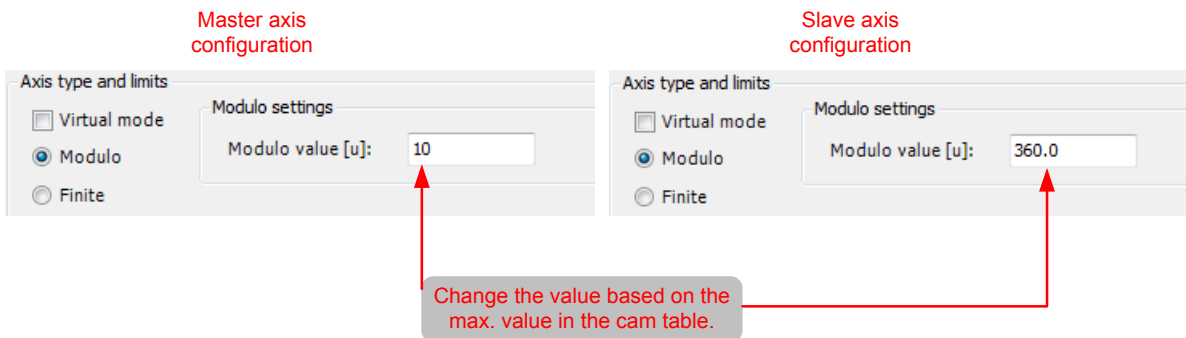 Master axis
configuration
Slave axis
configuration
Axis type and limits
Virtual mode
Modulo
Finite
Modulo settings
Modulo value [u]:
10
Axis type and limits
Virtual mode
Modulo
Finite
Modulo settings
Modulo value [u]:
360.0
Change the value based on the
max. value in the cam table.